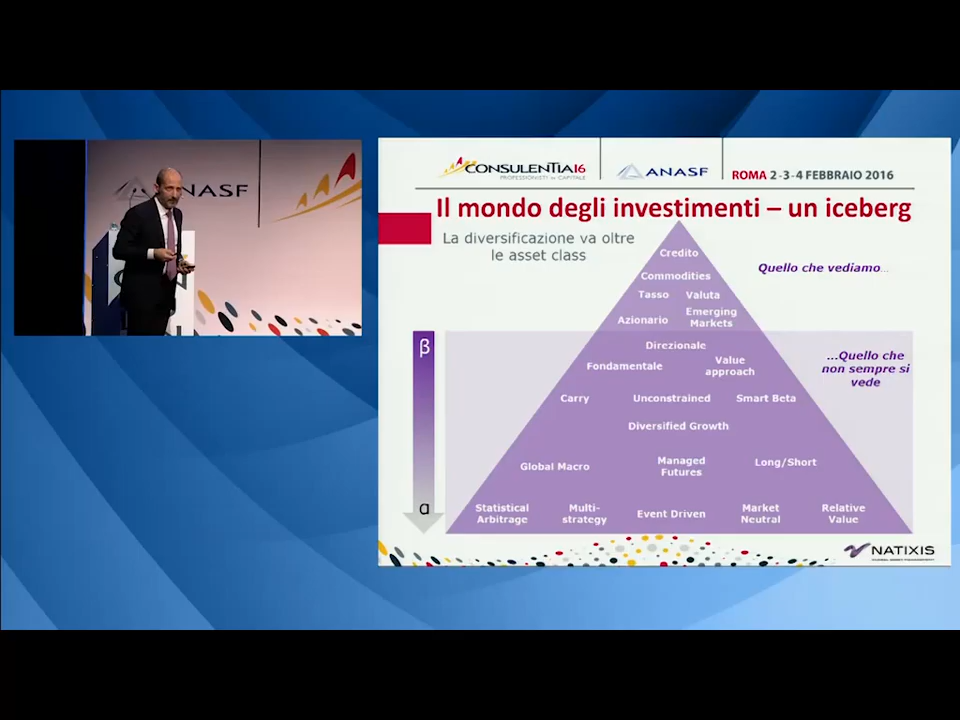 ANASF
CONSULENTIA16
PROFESSIONISTI IN CAPITALE
ANASF
ROMA 2-3-4 FEBBRAIO 2016
Il mondo degli investimenti – un iceberg
La diversificazione va oltre
le asset class
Credito
Quello che vediamo…
Commodities
Tasso Valuta
Azionario Emerging
Markets
β
Direzionale
…Quello che
non sempre si
vede
Fondamentale Value
approach
Carry Unconstrained Smart Beta
Diversified Growth
Global Macro Managed
Futures Long/Short
α
Statistical
Arbitrage
Multi-
strategy
Event Driven
Market
Neutral
Relative
Value
NATIXIS